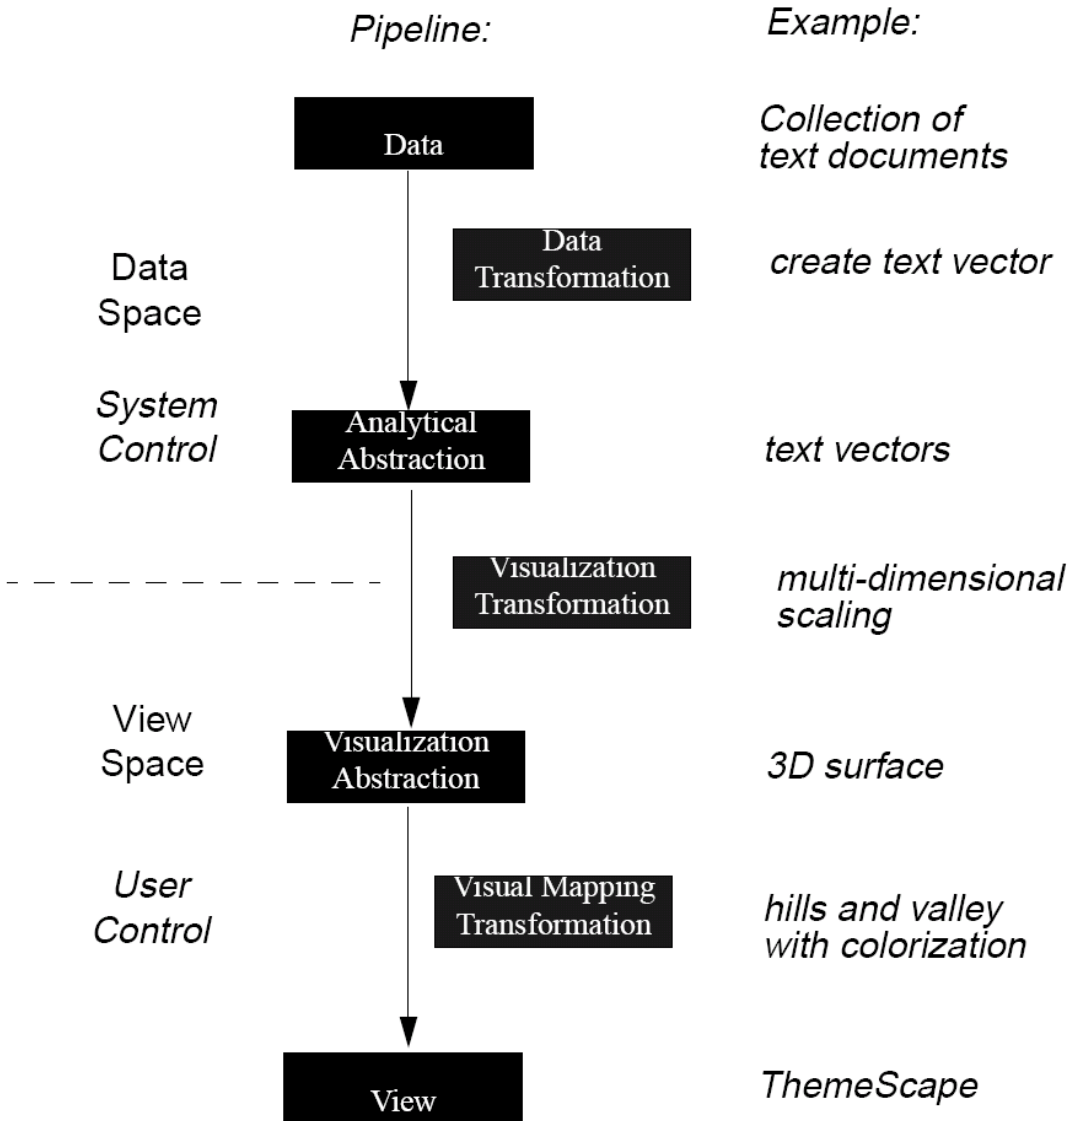 Pipeline:
Example:
Data
Collection of
text documents
Data
Transformation
create text vector
Data
Space
System
Control
Analytical
Abstraction
text vectors
Visualization
Transformation
multi-dimensional
scaling
View
Space
Visualization
Abstraction
3D surface
User
Control
Visual Mapping
Transformation
hills and valley
with colorization
View
ThemeScape